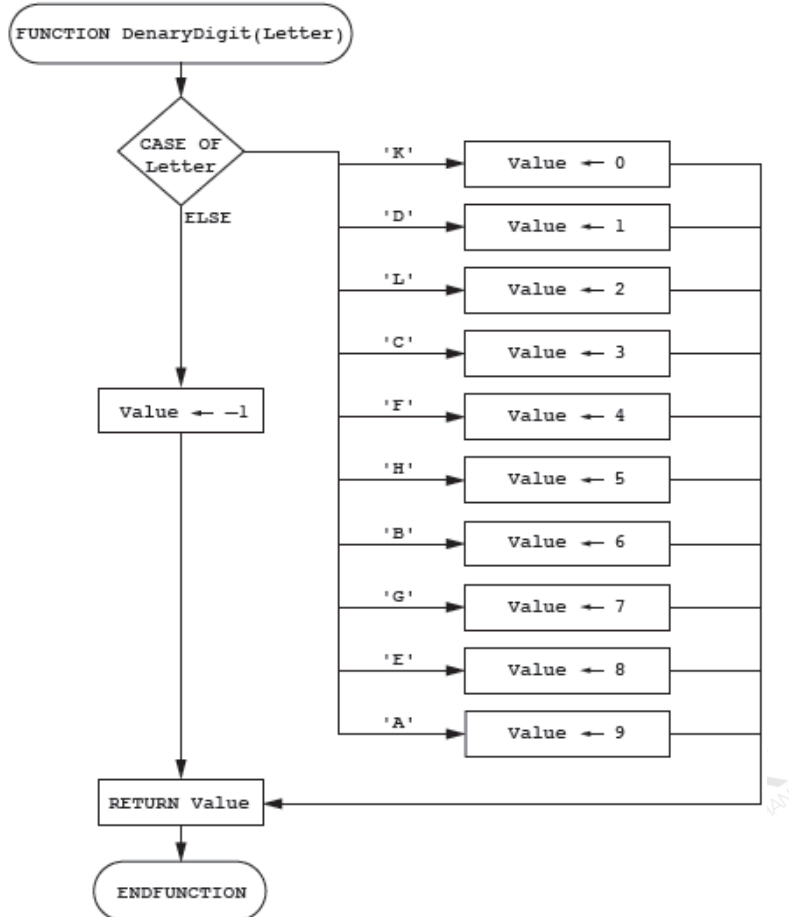 FUNCTION DenaryDigit(Letter)
CASE OF
Letter
ELSE
'K'
Value ← 0
'D'
Value ← 1
'L'
Value ← 2
'C'
Value ← 3
'F'
Value ← 4
'H'
Value ← 5
'B'
Value ← 6
'G'
Value ← 7
'E'
Value ← 8
'A'
Value ← 9
Value ← –1
RETURN Value
ENDFUNCTION